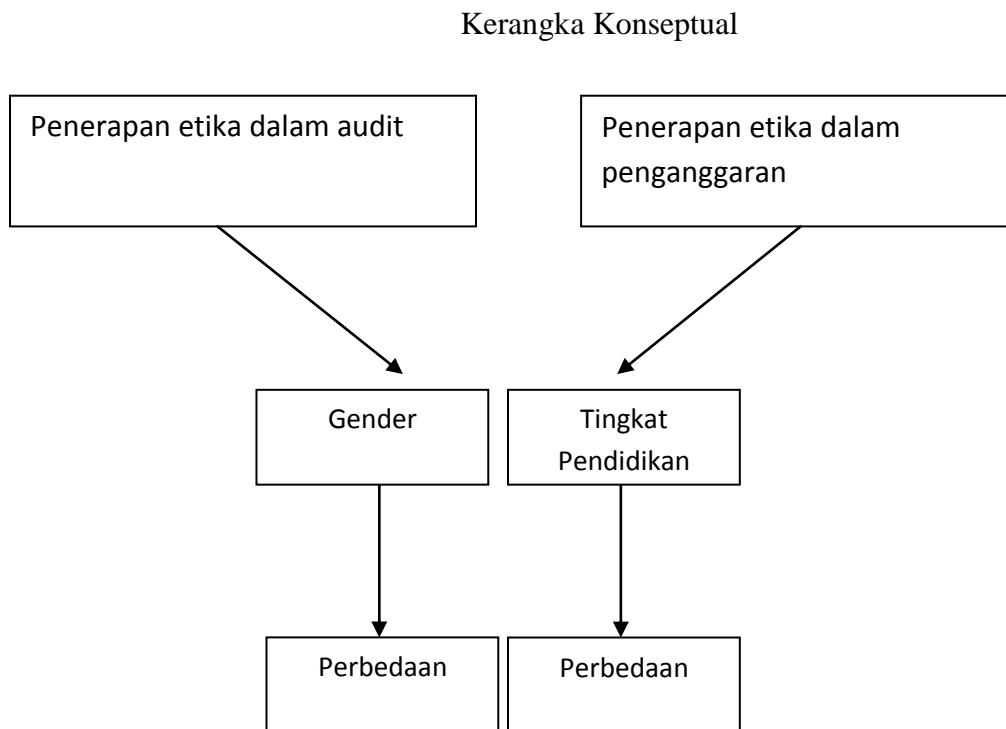 Kerangka Konseptual
Penerapan etika dalam audit
Penerapan etika dalam
penganggaran
Gender
Tingkat
Pendidikan
Perbedaan
Perbedaan